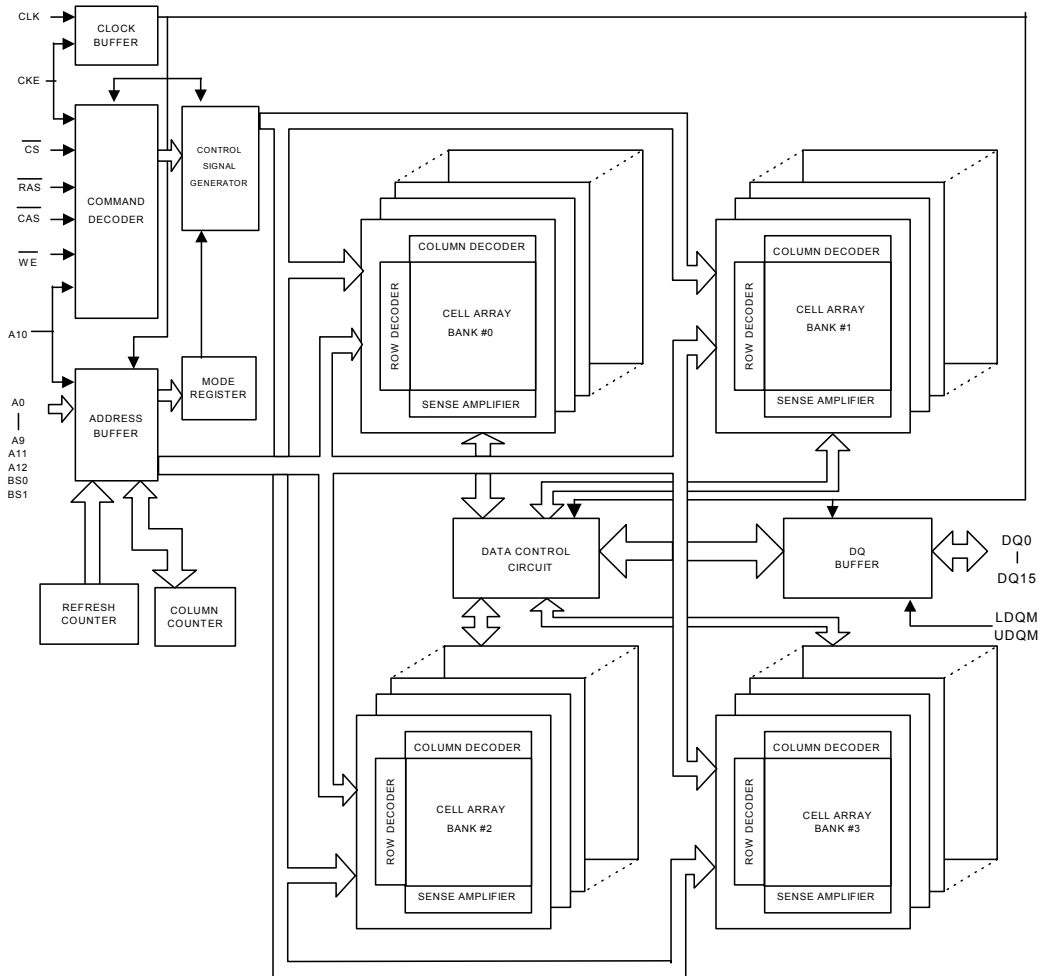 CLK
CLOCK
BUFFER
CKE
CS
RAS
CAS
WE
COMMAND
DECODER
CONTROL
SIGNAL
GENERATOR
A10
ADDRESS
BUFFER
MODE
REGISTER
A0
A9
A11
A12
BS0
BS1
REFRESH
COUNTER
COLUMN
COUNTER
COLUMN DECODER
ROW DECODER
CELL ARRAY
BANK #0
SENSE AMPLIFIER
COLUMN DECODER
ROW DECODER
CELL ARRAY
BANK #1
SENSE AMPLIFIER
DATA CONTROL
CIRCUIT
DQ
BUFFER
DQ0
DQ15
LDQM
UDQM
COLUMN DECODER
ROW DECODER
CELL ARRAY
BANK #2
SENSE AMPLIFIER
COLUMN DECODER
ROW DECODER
CELL ARRAY
BANK #3
SENSE AMPLIFIER